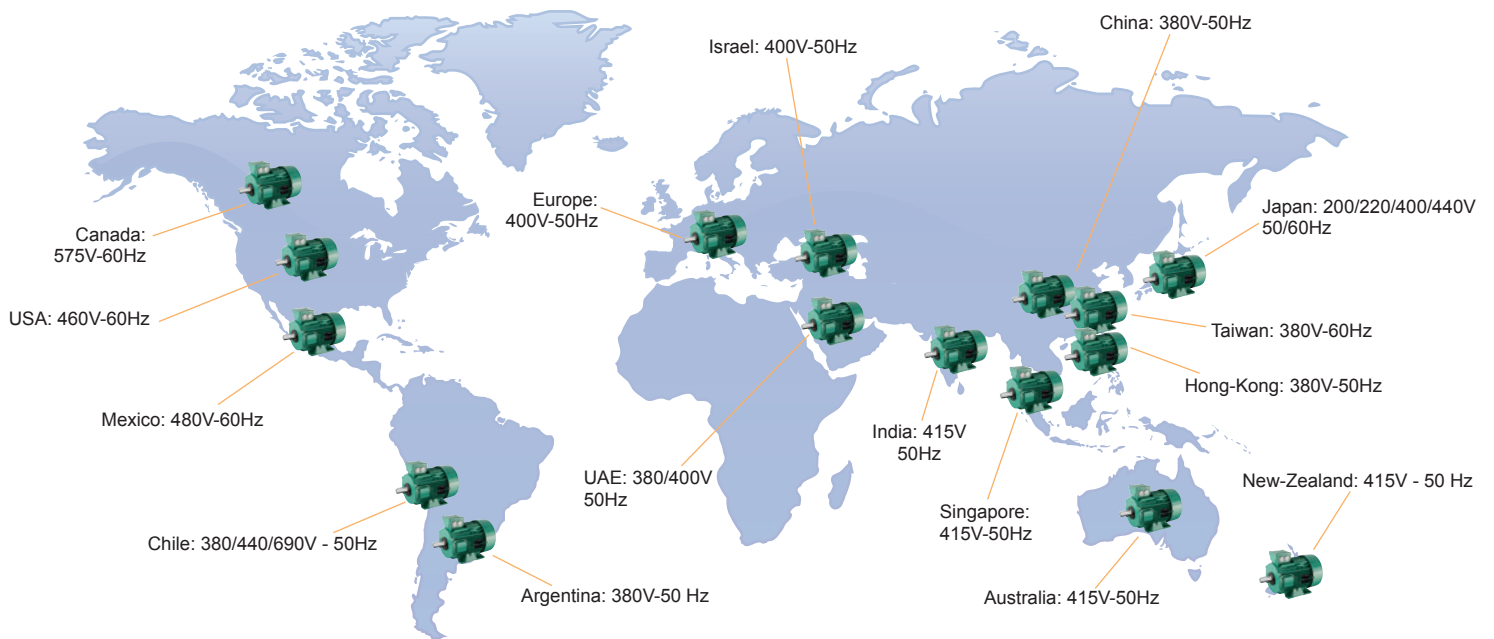 China: 380V-50Hz
Israel: 400V-50Hz
Europe:
400V-50Hz
Japan: 200/220/400/440V
50/60Hz
Canada:
575V-60Hz
USA: 460V-60Hz
Taiwan: 380V-60Hz
Hong-Kong: 380V-50Hz
Mexico: 480V-60Hz
India: 415V
50Hz
UAE: 380/400V
50Hz
New-Zealand: 415V - 50 Hz
Singapore:
415V-50Hz
Chile: 380/440/690V - 50Hz
Argentina: 380V-50 Hz
Australia: 415V-50Hz